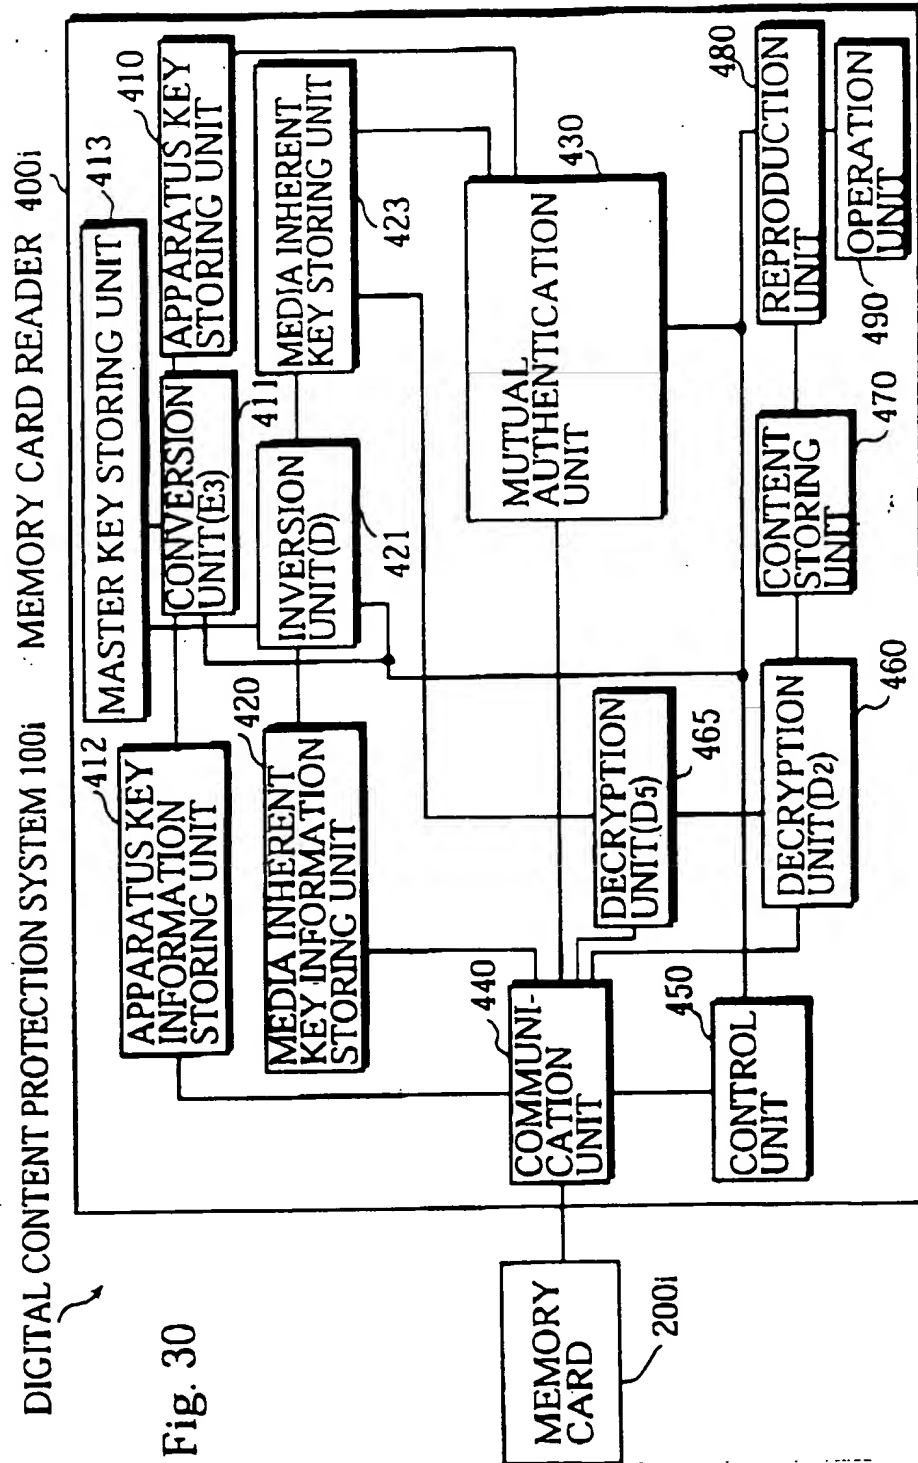 DIGITAL CONTENT PROTECTION SYSTEM 100i
MEMORY CARD READER 400i
Fig. 30
MASTER KEY STORING UNIT
413
412
APPARATUS KEY
INFORMATION
STORING UNIT
CONVERSION
UNIT(E3)
411
APPARATUS KEY
STORING UNIT
410
420
MEDIA INHERENT
KEY INFORMATION
STORING UNIT
INVERSION
UNIT(D)
421
MEDIA INHERENT
KEY STORING UNIT
423
MEMORY
CARD
200i
440
COMMUNI-
CATION
UNIT
MUTUAL
AUTHENTICATION
UNIT
430
DECRYPTION
UNIT(D5)
465
450
CONTROL
UNIT
DECRYPTION
UNIT(D2)
460
CONTENT
STORING
UNIT
470
REPRODUCTION
UNIT
480
OPERATION
UNIT
490